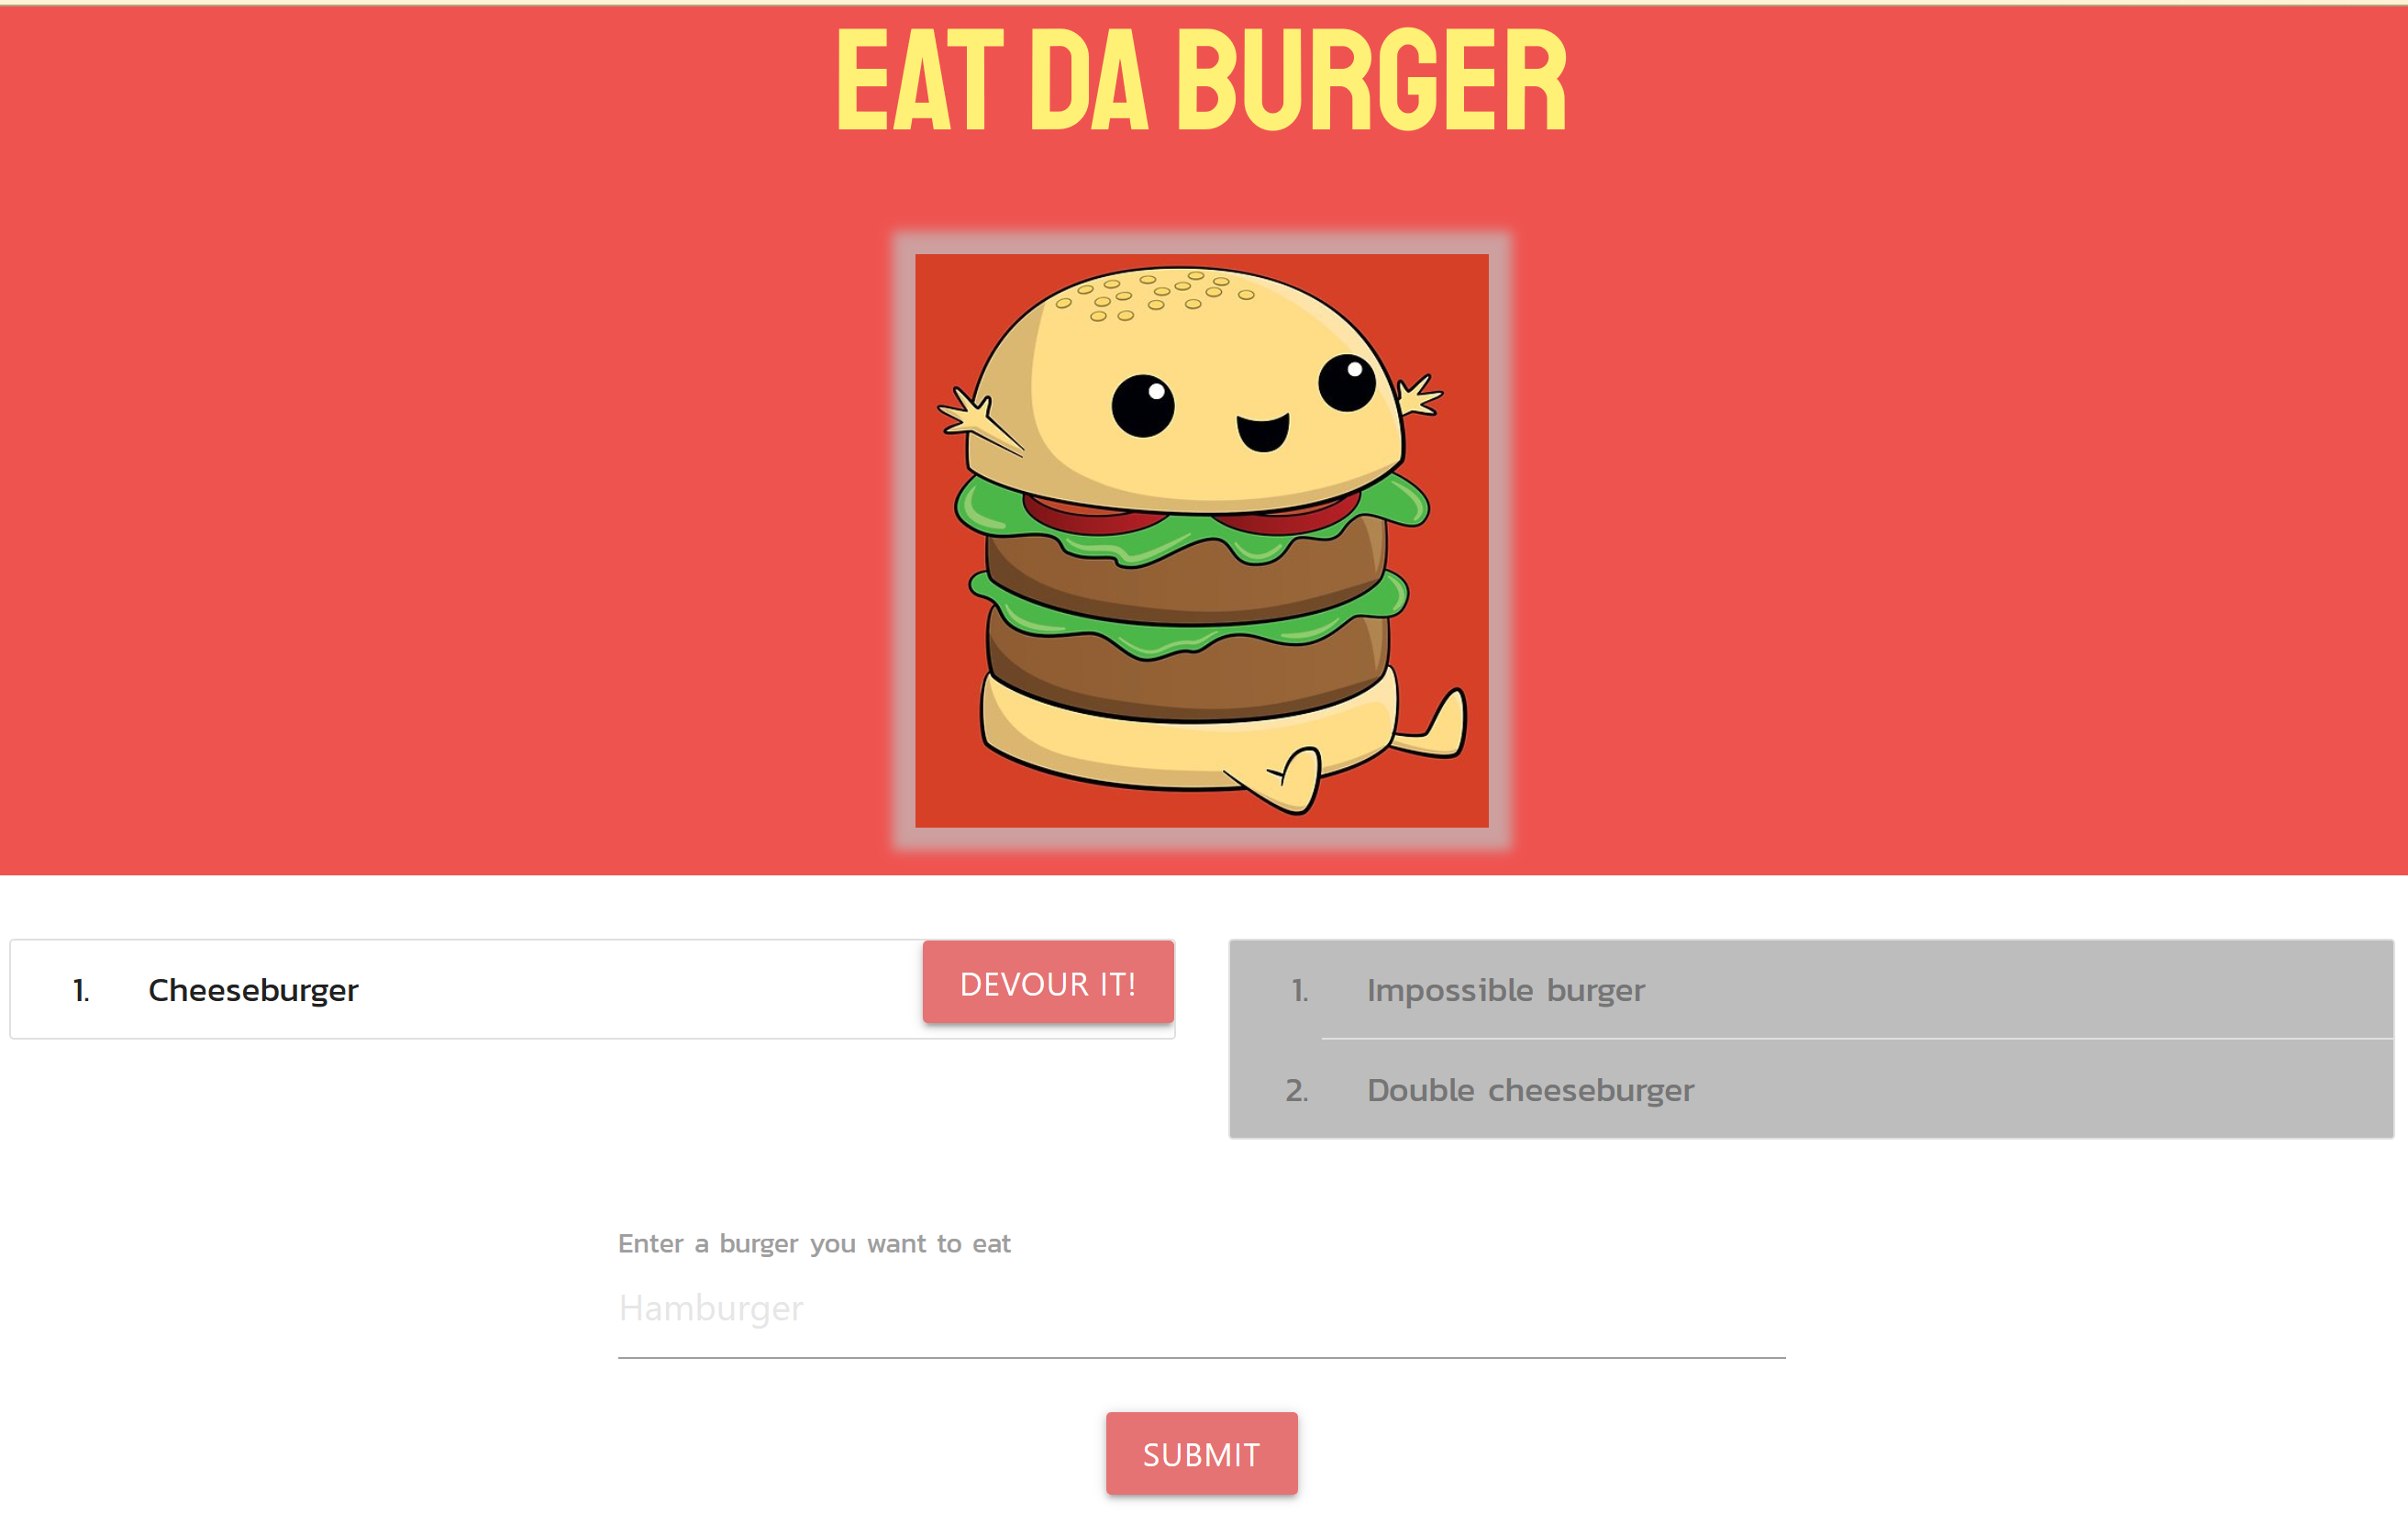 EAT DA BURGER
1. Cheeseburger
DEVOUR IT!
1. Impossible burger
2. Double cheeseburger
Enter a burger you want to eat
Hamburger
SUBMIT